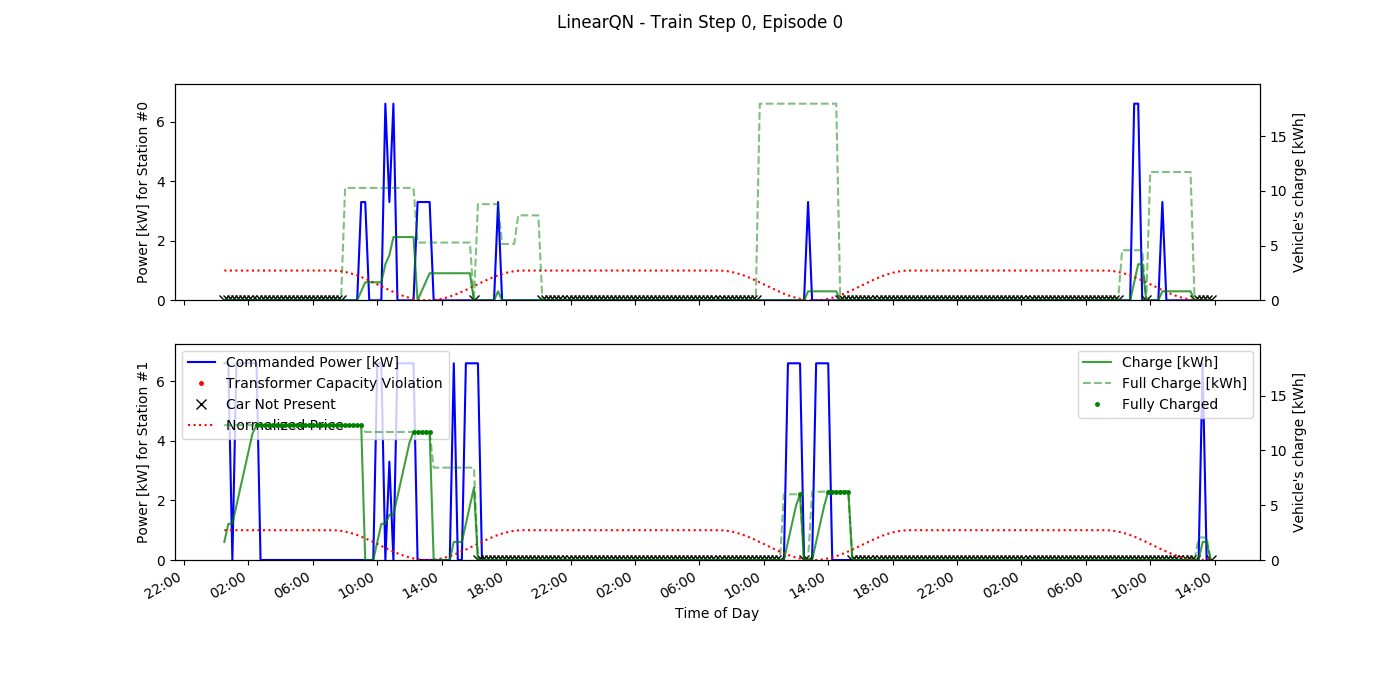 LinearQN - Train Step 0, Episode 0
Power [kW] for Station #0
0
2
4
6
0
5
10
15
Vehicle's charge [kWh]
Power [kW] for Station #1
0
2
4
6
Commanded Power [kW]
Transformer Capacity Violation
Car Not Present
Normalized Price
Charge [kWh]
Full Charge [kWh]
Fully Charged
0
5
10
15
Vehicle's charge [kWh]
22:00 02:00 06:00 10:00 14:00 18:00 22:00 02:00 06:00 10:00 14:00 18:00 22:00 02:00 06:00 10:00 14:00
Time of Day